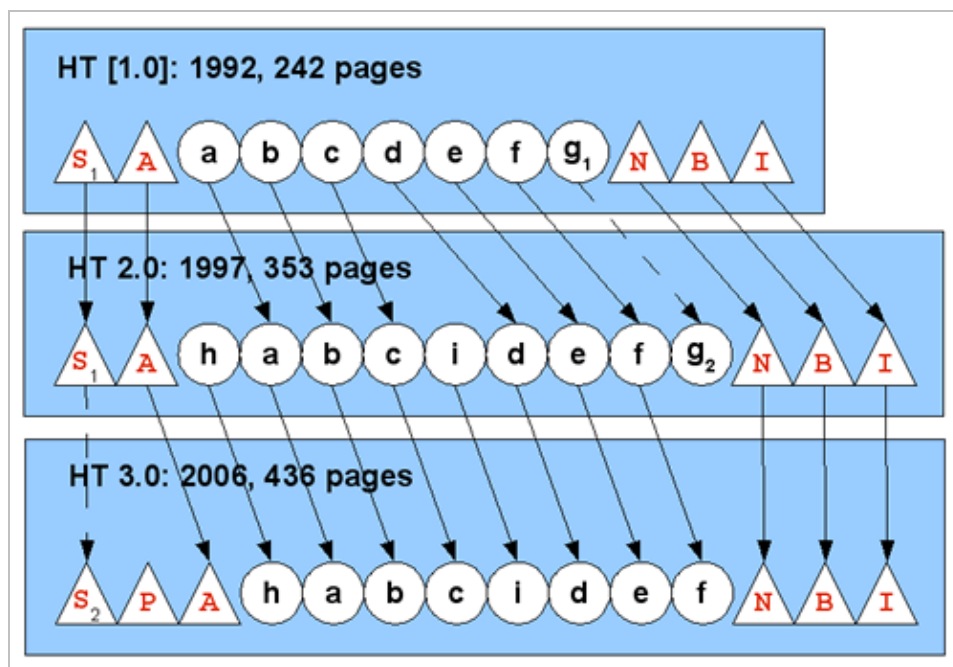 HT [1.0]: 1992, 242 pages
S1 A a b c d e f g1 N B I
HT 2.0: 1997, 353 pages
S1 A h a b c i d e f g2 N B I
HT 3.0: 2006, 436 pages
S2 P A h a b c i d e f N B I